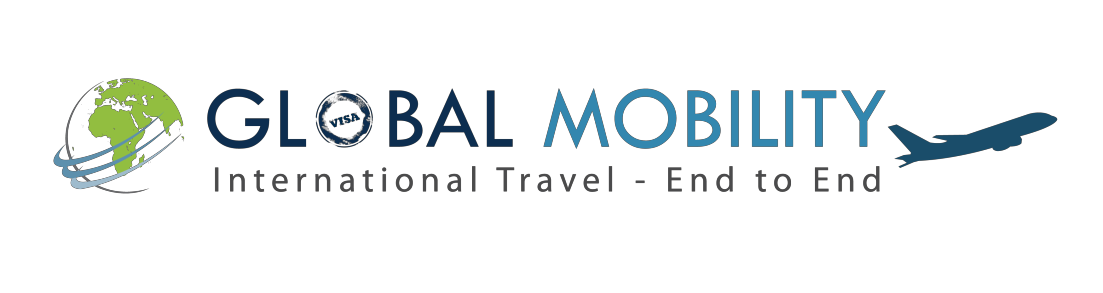 GLOBAL MOBILITY
VISA
International Travel - End to End